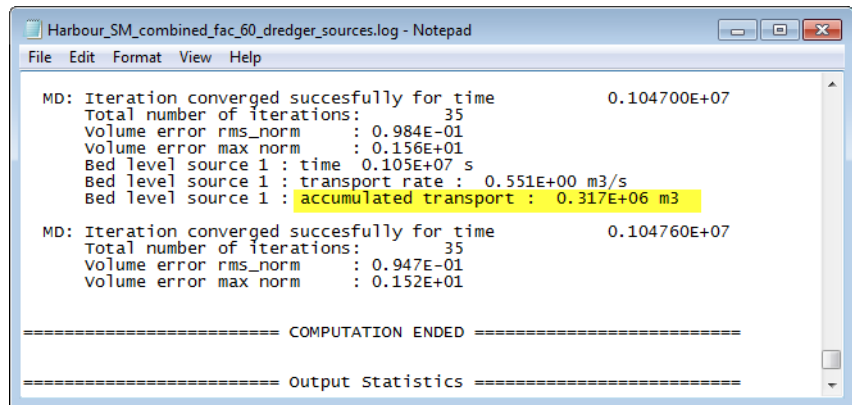 Harbour_SM_combined_fac_60_dredger_sources.log - Notepad
File Edit Format View Help
MD: Iteration converged succesfully for time 0.104700E+07
Total number of iterations: 35
Volume error rms_norm : 0.984E-01
Volume error max norm : 0.156E+01
Bed level source 1 : time 0.105E+07 s
Bed level source 1 : transport rate : 0.551E+00 m3/s
Bed level source 1 : accumulated transport : 0.317E+06 m3
MD: Iteration converged succesfully for time 0.104760E+07
Total number of iterations: 35
Volume error rms_norm : 0.947E-01
Volume error max norm : 0.152E+01
========================= COMPUTATION ENDED ==========================
========================= Output Statistics ==========================